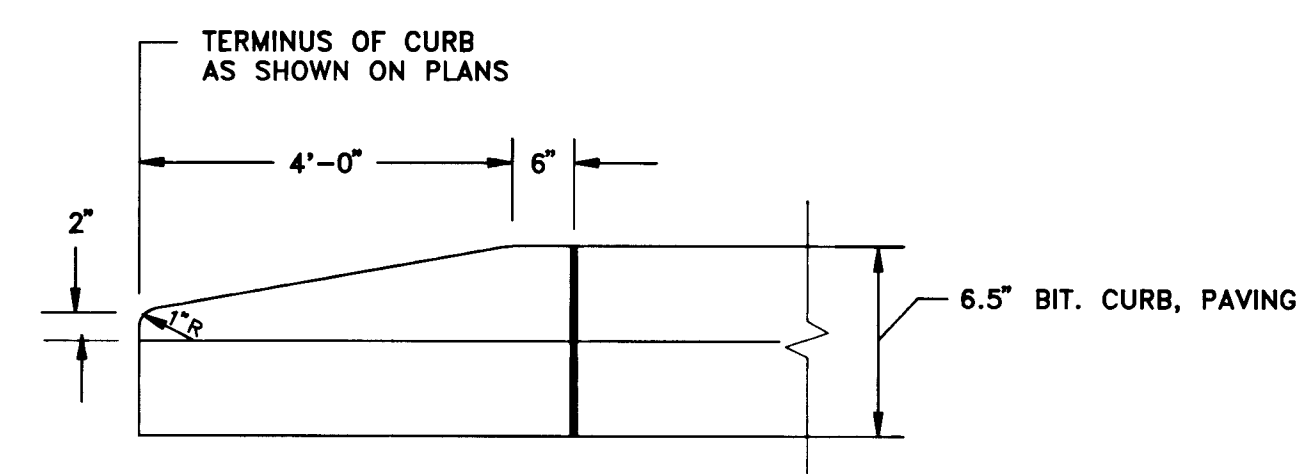 TERMINUS OF CURB
AS SHOWN ON PLANS
4'-0"
6"
2"
1"R
6.5" BIT. CURB, PAVING